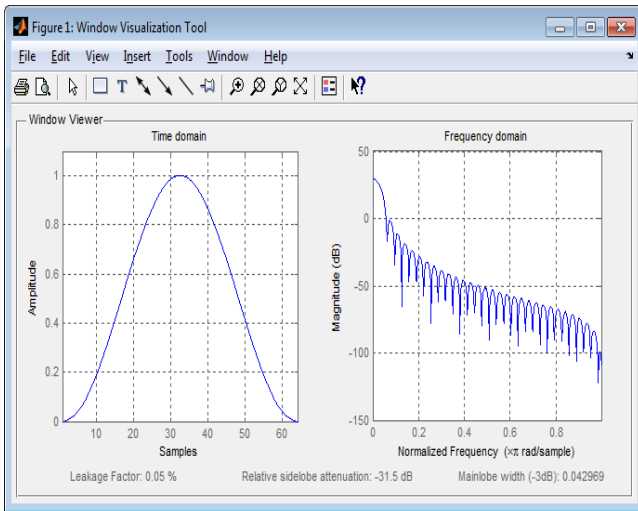 Figure 1: Window Visualization Tool
File Edit View Insert Tools Window Help
Window Viewer
Time domain
Amplitude
1
0.8
0.6
0.4
0.2
0
10 20 30 40 50 60
Samples
Frequency domain
Magnitude (dB)
50
0
-50
-100
-150
0 0.2 0.4 0.6 0.8
Normalized Frequency (×π rad/sample)
Leakage Factor: 0.05 % Relative sidelobe attenuation: -31.5 dB Mainlobe width (-3dB): 0.042969